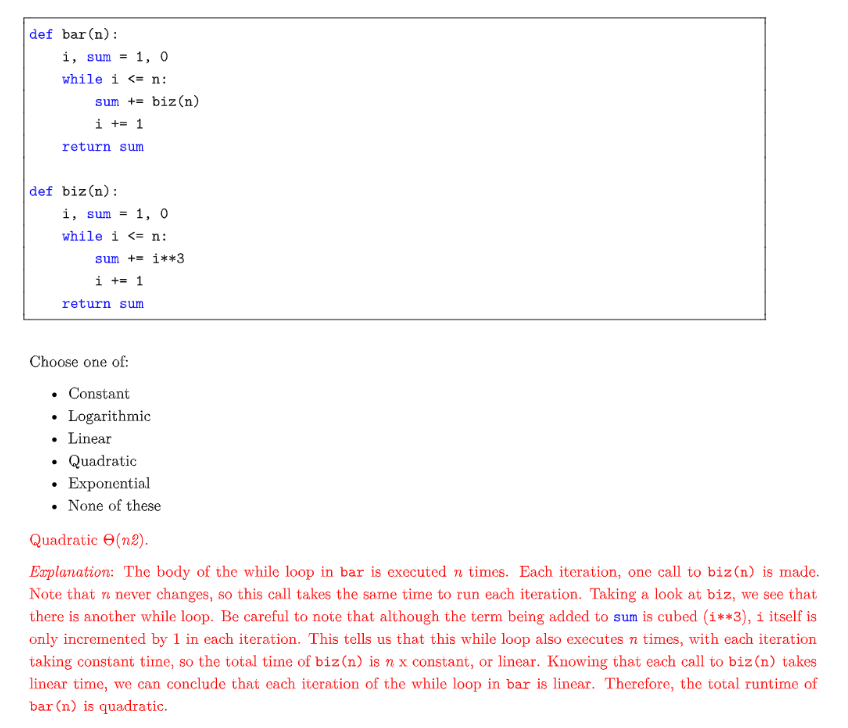 def bar(n):
    i, sum = 1, 0
    while i <= n:
        sum += biz(n)
        i += 1
    return sum
def biz(n):
    i, sum = 1, 0
    while i <= n:
        sum += i**3
        i += 1
    return sum
Choose one of:
• Constant
• Logarithmic
• Linear
• Quadratic
• Exponential
• None of these
Quadratic Θ(n2).
Explanation: The body of the while loop in bar is executed n times. Each iteration, one call to biz(n) is made.
Note that n never changes, so this call takes the same time to run each iteration. Taking a look at biz, we see that
there is another while loop. Be careful to note that although the term being added to sum is cubed (i**3), i itself is
only incremented by 1 in each iteration. This tells us that this while loop also executes n times, with each iteration
taking constant time, so the total time of biz(n) is n x constant, or linear. Knowing that each call to biz(n) takes
linear time, we can conclude that each iteration of the while loop in bar is linear. Therefore, the total runtime of
bar(n) is quadratic.